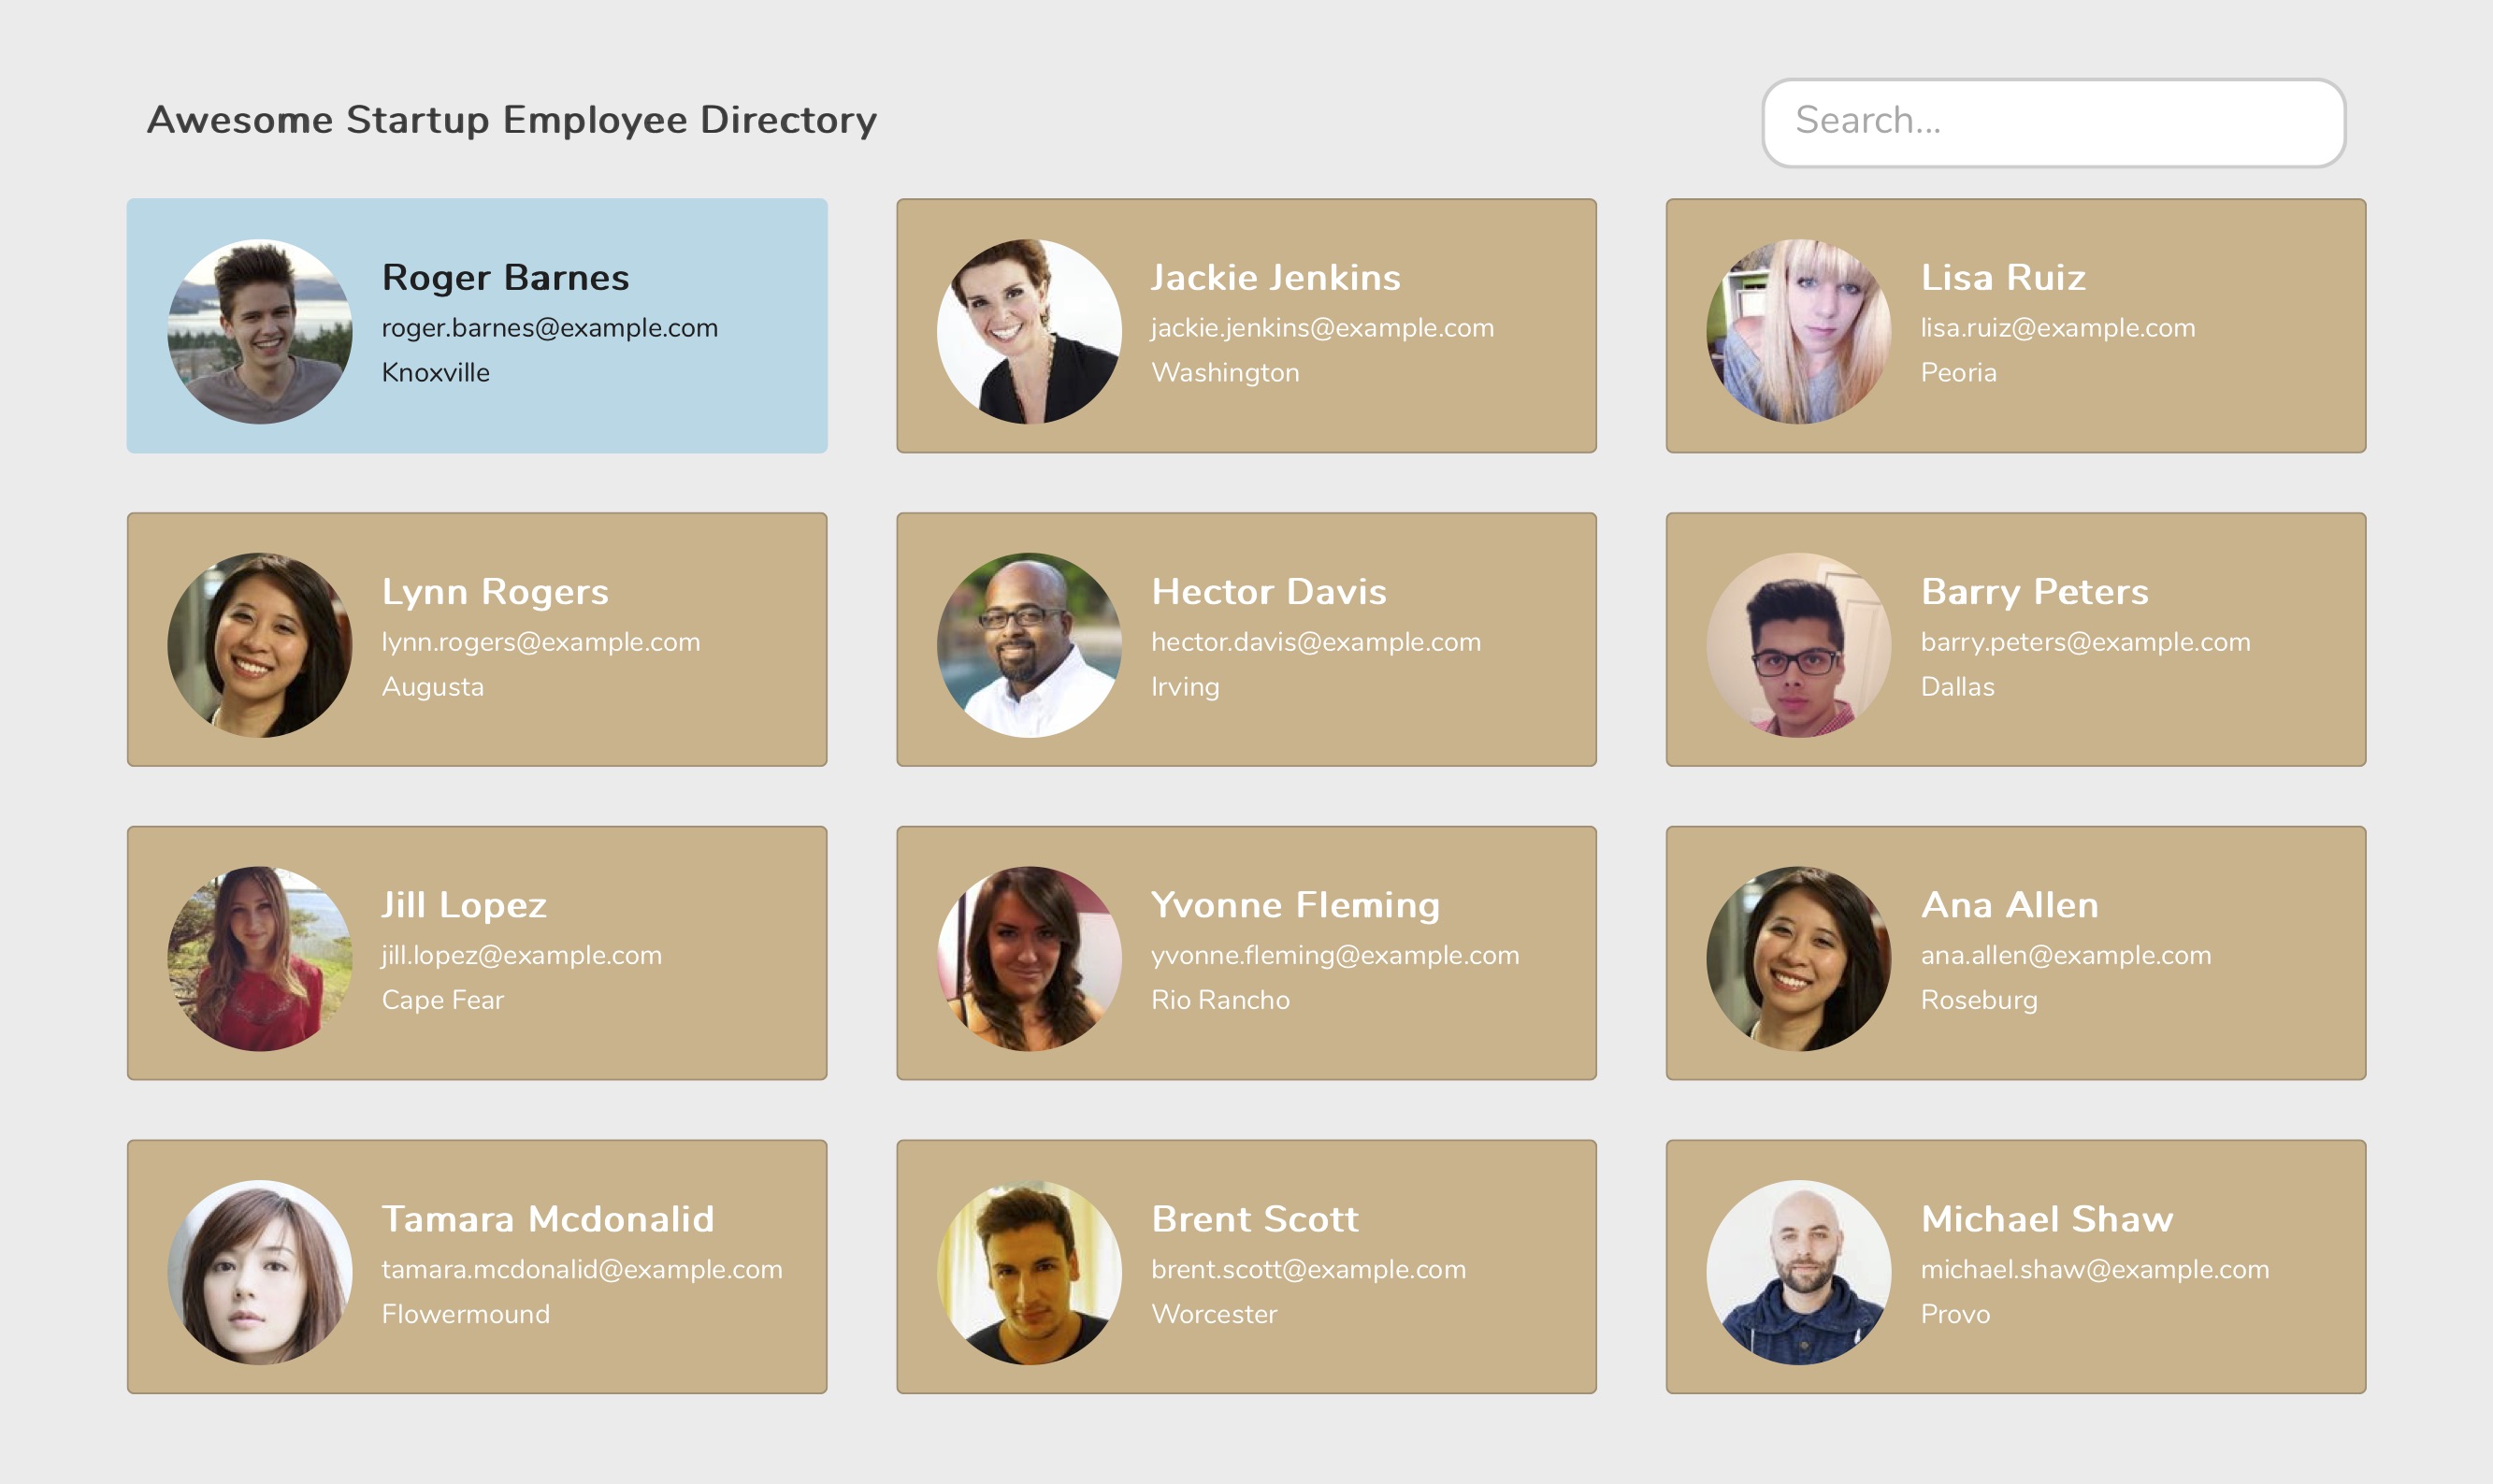 Awesome Startup Employee Directory
Search...
Roger Barnes
roger.barnes@example.com
Knoxville
Jackie Jenkins
jackie.jenkins@example.com
Washington
Lisa Ruiz
lisa.ruiz@example.com
Peoria
Lynn Rogers
lynn.rogers@example.com
Augusta
Hector Davis
hector.davis@example.com
Irving
Barry Peters
barry.peters@example.com
Dallas
Jill Lopez
jill.lopez@example.com
Cape Fear
Yvonne Fleming
yvonne.fleming@example.com
Rio Rancho
Ana Allen
ana.allen@example.com
Roseburg
Tamara Mcdonalid
tamara.mcdonalid@example.com
Flowermound
Brent Scott
brent.scott@example.com
Worcester
Michael Shaw
michael.shaw@example.com
Provo